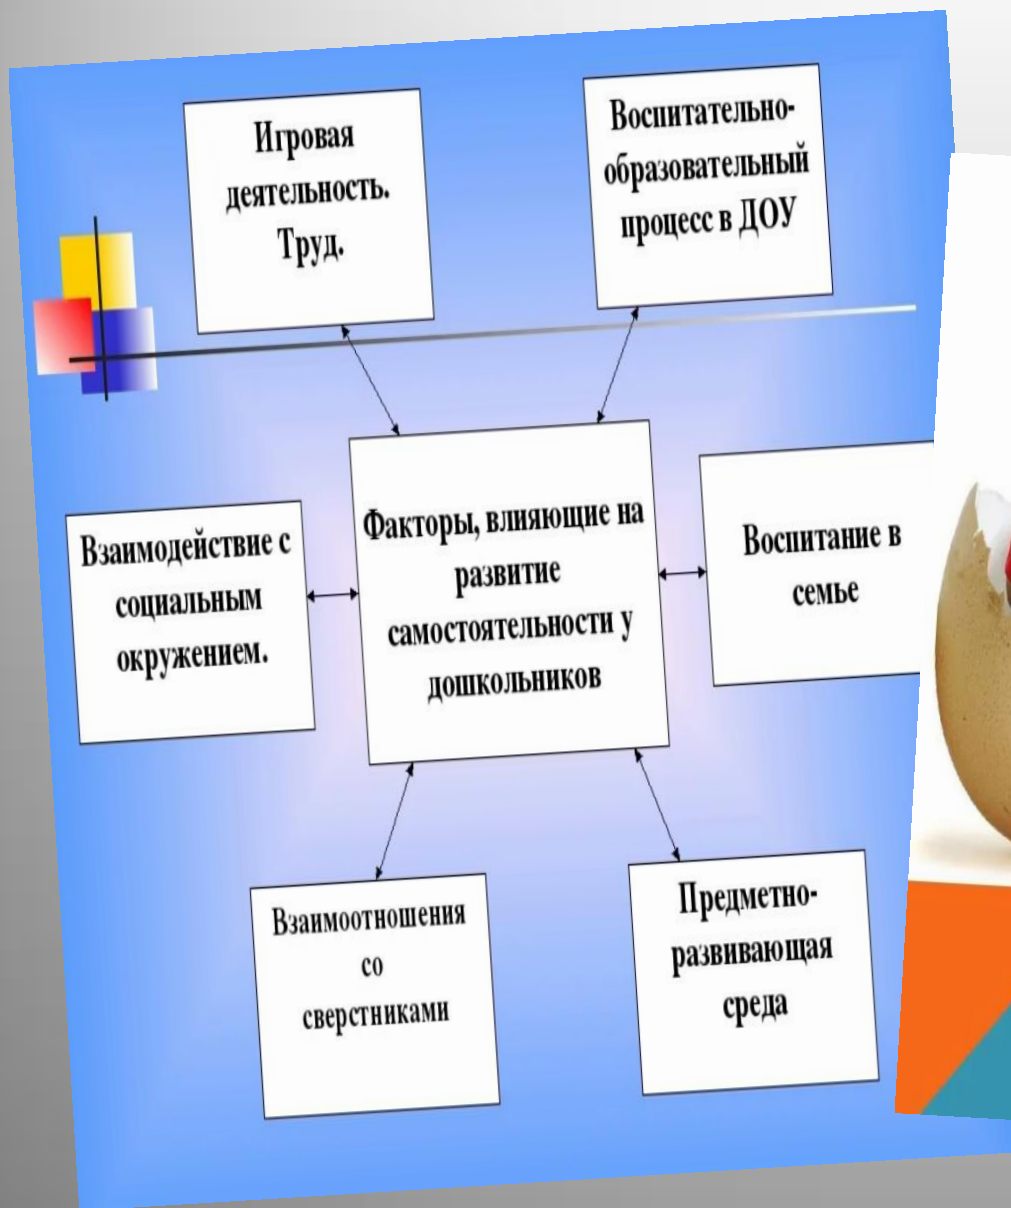 Игровая
деятельность.
Труд.
Воспитательно-
образовательный
процесс в ДОУ
Взаимодействие с
социальным
окружением.
Факторы, влияющие на
развитие
самостоятельности у
дошкольников
Воспитание в
семье
Взаимоотношения
со
сверстниками
Предметно-
развивающая
среда